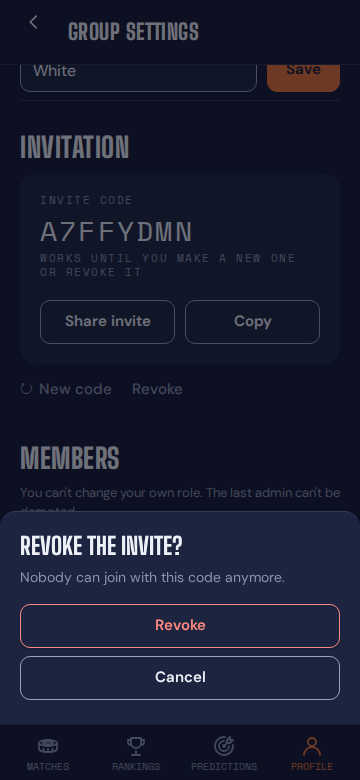 GROUP SETTINGS
White
Save
INVITATION
INVITE CODE
A7FFYDMN
WORKS UNTIL YOU MAKE A NEW ONE
OR REVOKE IT
Share invite
Copy
New code
Revoke
MEMBERS
You can't change your own role. The last admin can't be
demoted.
REVOKE THE INVITE?
Nobody can join with this code anymore.
Revoke
Cancel
MATCHES
RANKINGS
PREDICTIONS
PROFILE